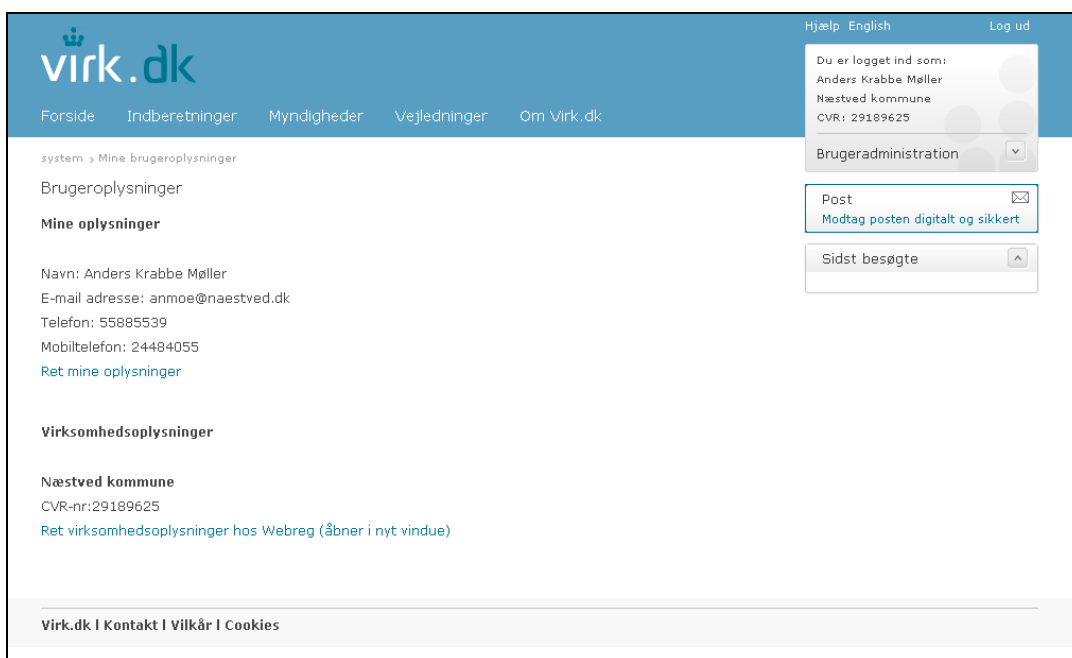 Hjælp English Log ud
virk.dk
Du er logget ind som:
Anders Krabbe Møller
Næstved kommune
CVR: 29189625
Brugeradministration
Forside Indberetninger Myndigheder Vejledninger Om Virk.dk
system > Mine brugeroplysninger
Brugeroplysninger
Mine oplysninger
Navn: Anders Krabbe Møller
E-mail adresse: anmoe@naestved.dk
Telefon: 55885539
Mobiltelefon: 24484055
Ret mine oplysninger
Virksomhedsoplysninger
Næstved kommune
CVR-nr:29189625
Ret virksomhedsoplysninger hos Webreg (åbner i nyt vindue)
Post
Modtag posten digitalt og sikkert
Sidst besøgte
Virk.dk l Kontakt l Vilkår l Cookies